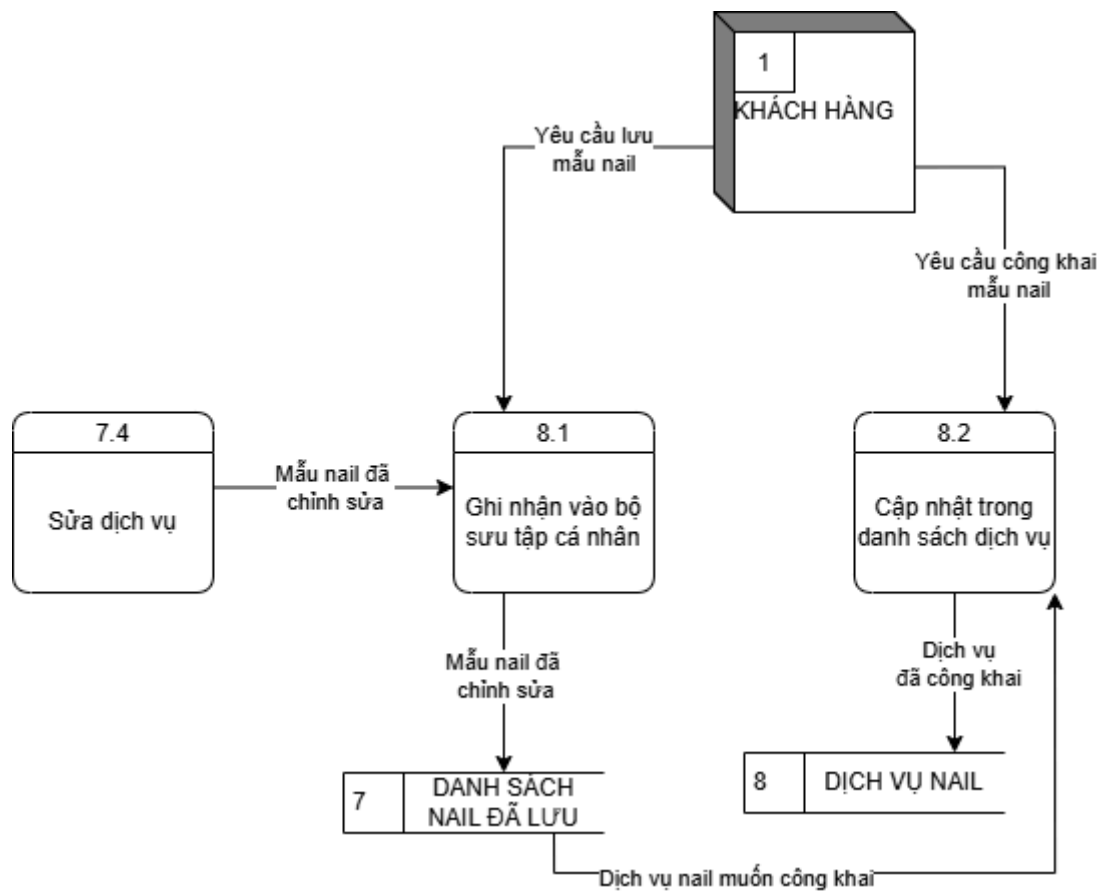 1
KHÁCH HÀNG
Yêu cầu lưu
mẫu nail
Yêu cầu công khai
mẫu nail
7.4
Sửa dịch vụ
Mẫu nail đã
chỉnh sửa
8.1
Ghi nhận vào bộ
sưu tập cá nhân
8.2
Cập nhật trong
danh sách dịch vụ
Mẫu nail đã
chỉnh sửa
Dịch vụ
đã công khai
7
DANH SÁCH
NAIL ĐÃ LƯU
8
DỊCH VỤ NAIL
Dịch vụ nail muốn công khai